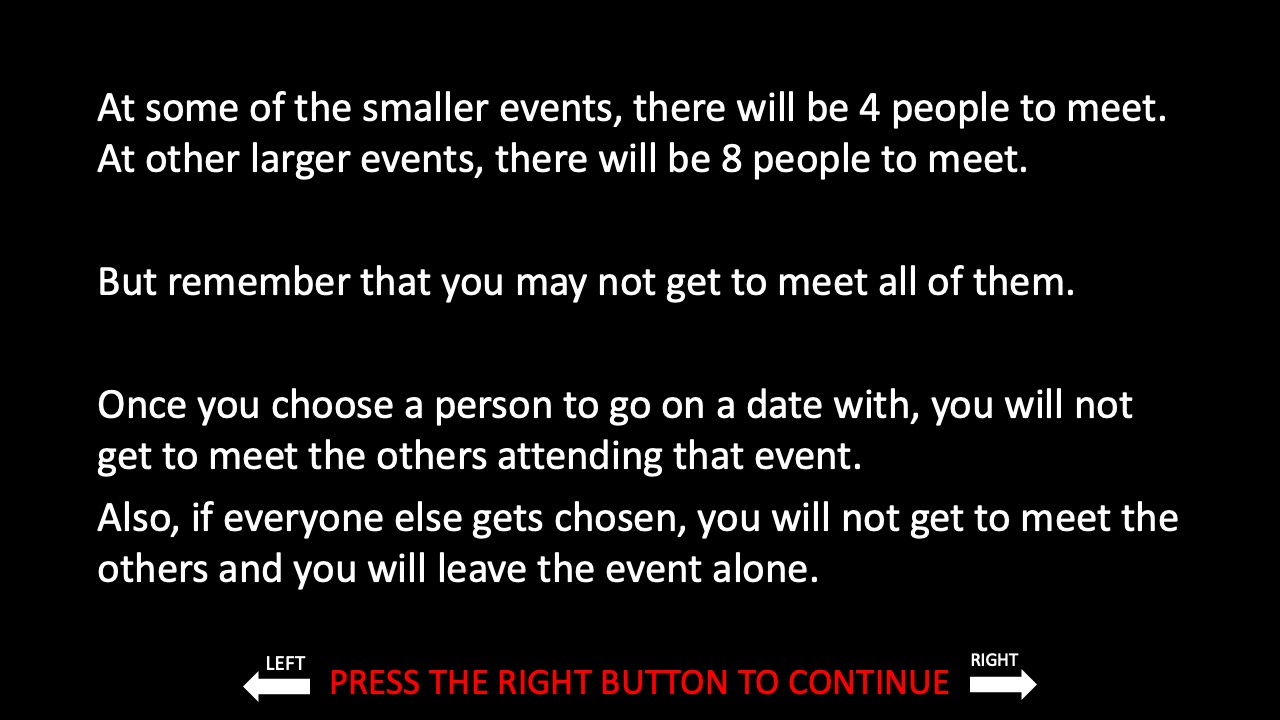 At some of the smaller events, there will be 4 people to meet.
At other larger events, there will be 8 people to meet.
But remember that you may not get to meet all of them.
Once you choose a person to go on a date with, you will not
get to meet the others attending that event.
Also, if everyone else gets chosen, you will not get to meet the
others and you will leave the event alone.
LEFT
PRESS THE RIGHT BUTTON TO CONTINUE
RIGHT